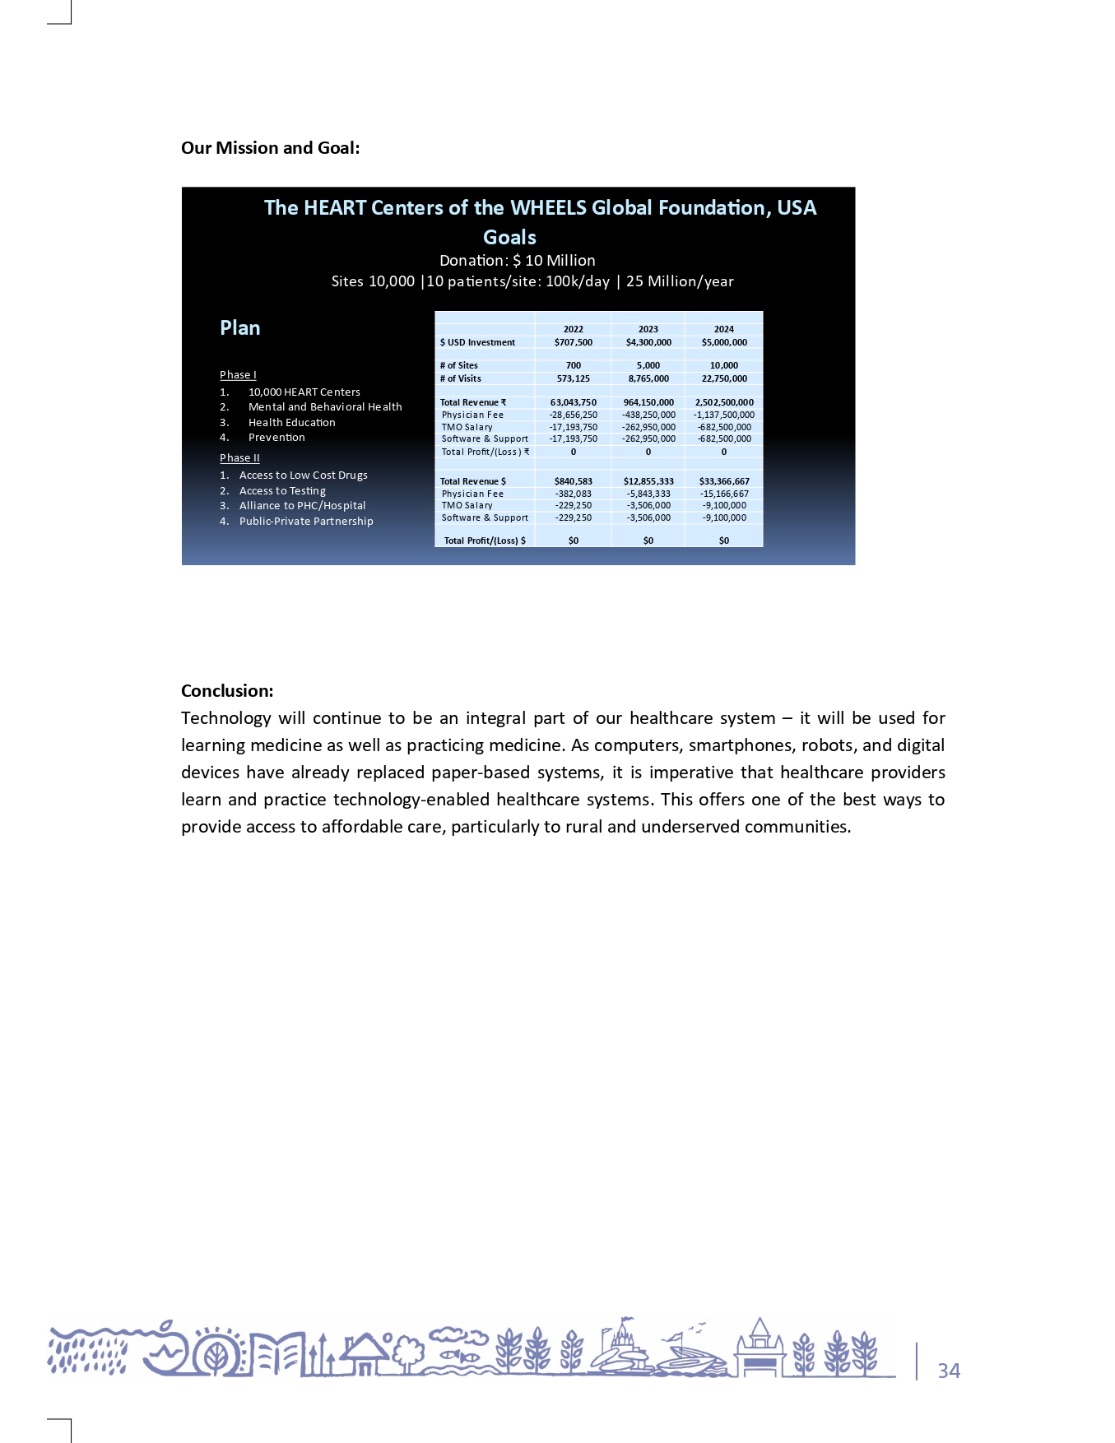 Our Mission and Goal:
The HEART Centers of the WHEELS Global Foundation, USA
Goals
Donation: $ 10 Million
Sites 10,000 |10 patients/site: 100k/day | 25 Million/year
Plan
Phase I
1. 10,000 HEART Centers
2. Mental and Behavioral Health
3. Health Education
4. Prevention
Phase II
1. Access to Low Cost Drugs
2. Access to Testing
3. Alliance to PHC/Hospital
4. Public-Private Partnership
2022 2023 2024
$ USD Investment $707,500 $4,300,000 $5,000,000
# of Sites 700 5,000 10,000
# of Visits 573,125 8,765,000 22,750,000
Total Revenue ₹ 63,043,750 964,150,000 2,502,500,000
Physician Fee -28,656,250 -438,250,000 -1,137,500,000
TMO Salary -17,193,750 -262,950,000 -682,500,000
Software & Support -17,193,750 -262,950,000 -682,500,000
Total Profit/(Loss) ₹ 0 0 0
Total Revenue $ $840,583 $12,855,333 $33,366,667
Physician Fee -382,083 -5,843,333 -15,166,667
TMO Salary -229,250 -3,506,000 -9,100,000
Software & Support -229,250 -3,506,000 -9,100,000
Total Profit/(Loss) $ $0 $0 $0
Conclusion:
Technology will continue to be an integral part of our healthcare system – it will be used for
learning medicine as well as practicing medicine. As computers, smartphones, robots, and digital
devices have already replaced paper-based systems, it is imperative that healthcare providers
learn and practice technology-enabled healthcare systems. This offers one of the best ways to
provide access to affordable care, particularly to rural and underserved communities.
34